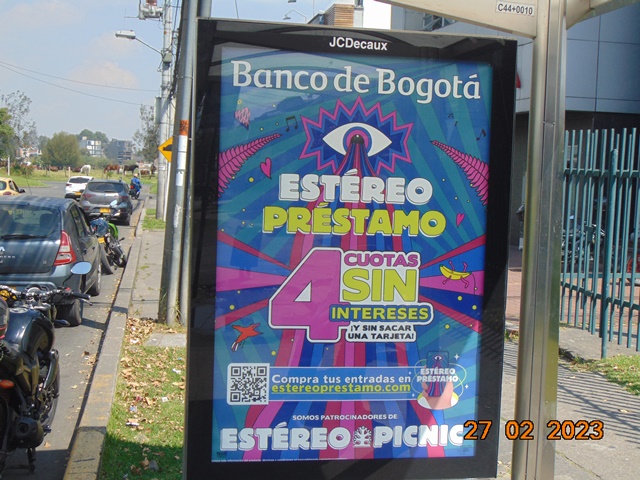 C44+0010
JCDecaux
Banco de Bogotá
ESTÉREO
PRÉSTAMO
4 CUOTAS
SIN
INTERESES
¡Y SIN SACAR
UNA TARJETA!
Compra tus entradas en
estereoprestamo.com
ESTÉREO
PRÉSTAMO
SOMOS PATROCINADORES DE
ESTÉREO PICNIC
27 02 2023